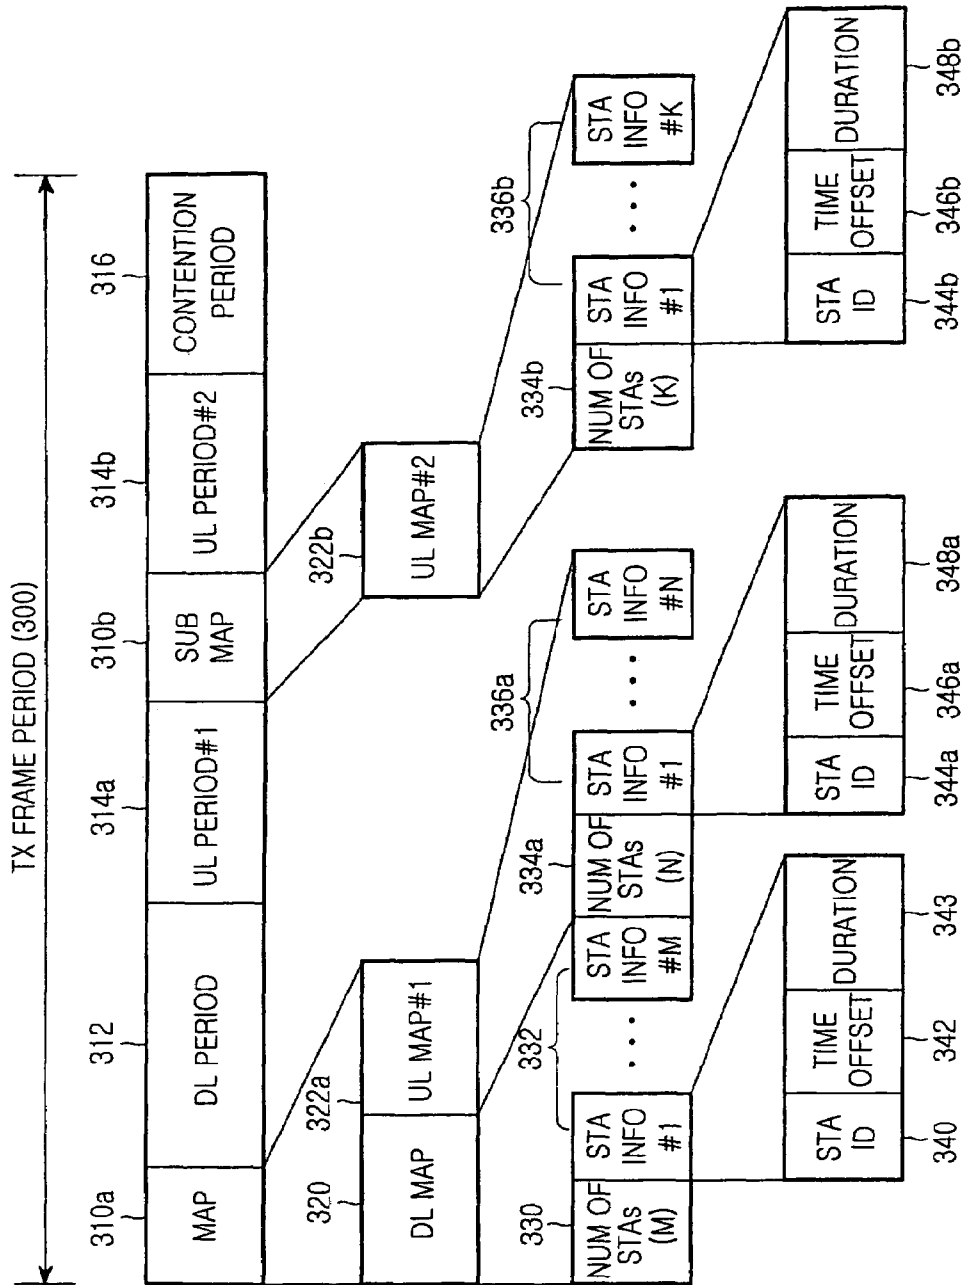 TX FRAME PERIOD (300)
310a
312
314a
310b
314b
316
MAP
DL PERIOD
UL PERIOD#1
SUB
MAP
UL PERIOD#2
CONTENTION
PERIOD
320
322a
322b
DL MAP
UL MAP#1
UL MAP#2
330
332
334a
336a
334b
336b
NUM OF
STAs
(M)
STA
INFO
#1
• • •
STA
INFO
#M
NUM OF
STAs
(N)
STA
INFO
#1
• • •
STA
INFO
#N
NUM OF
STAs
(K)
STA
INFO
#1
• • •
STA
INFO
#K
STA
ID
TIME
OFFSET
DURATION
STA
ID
TIME
OFFSET
DURATION
STA
ID
TIME
OFFSET
DURATION
340
342
343
344a
346a
348a
344b
346b
348b